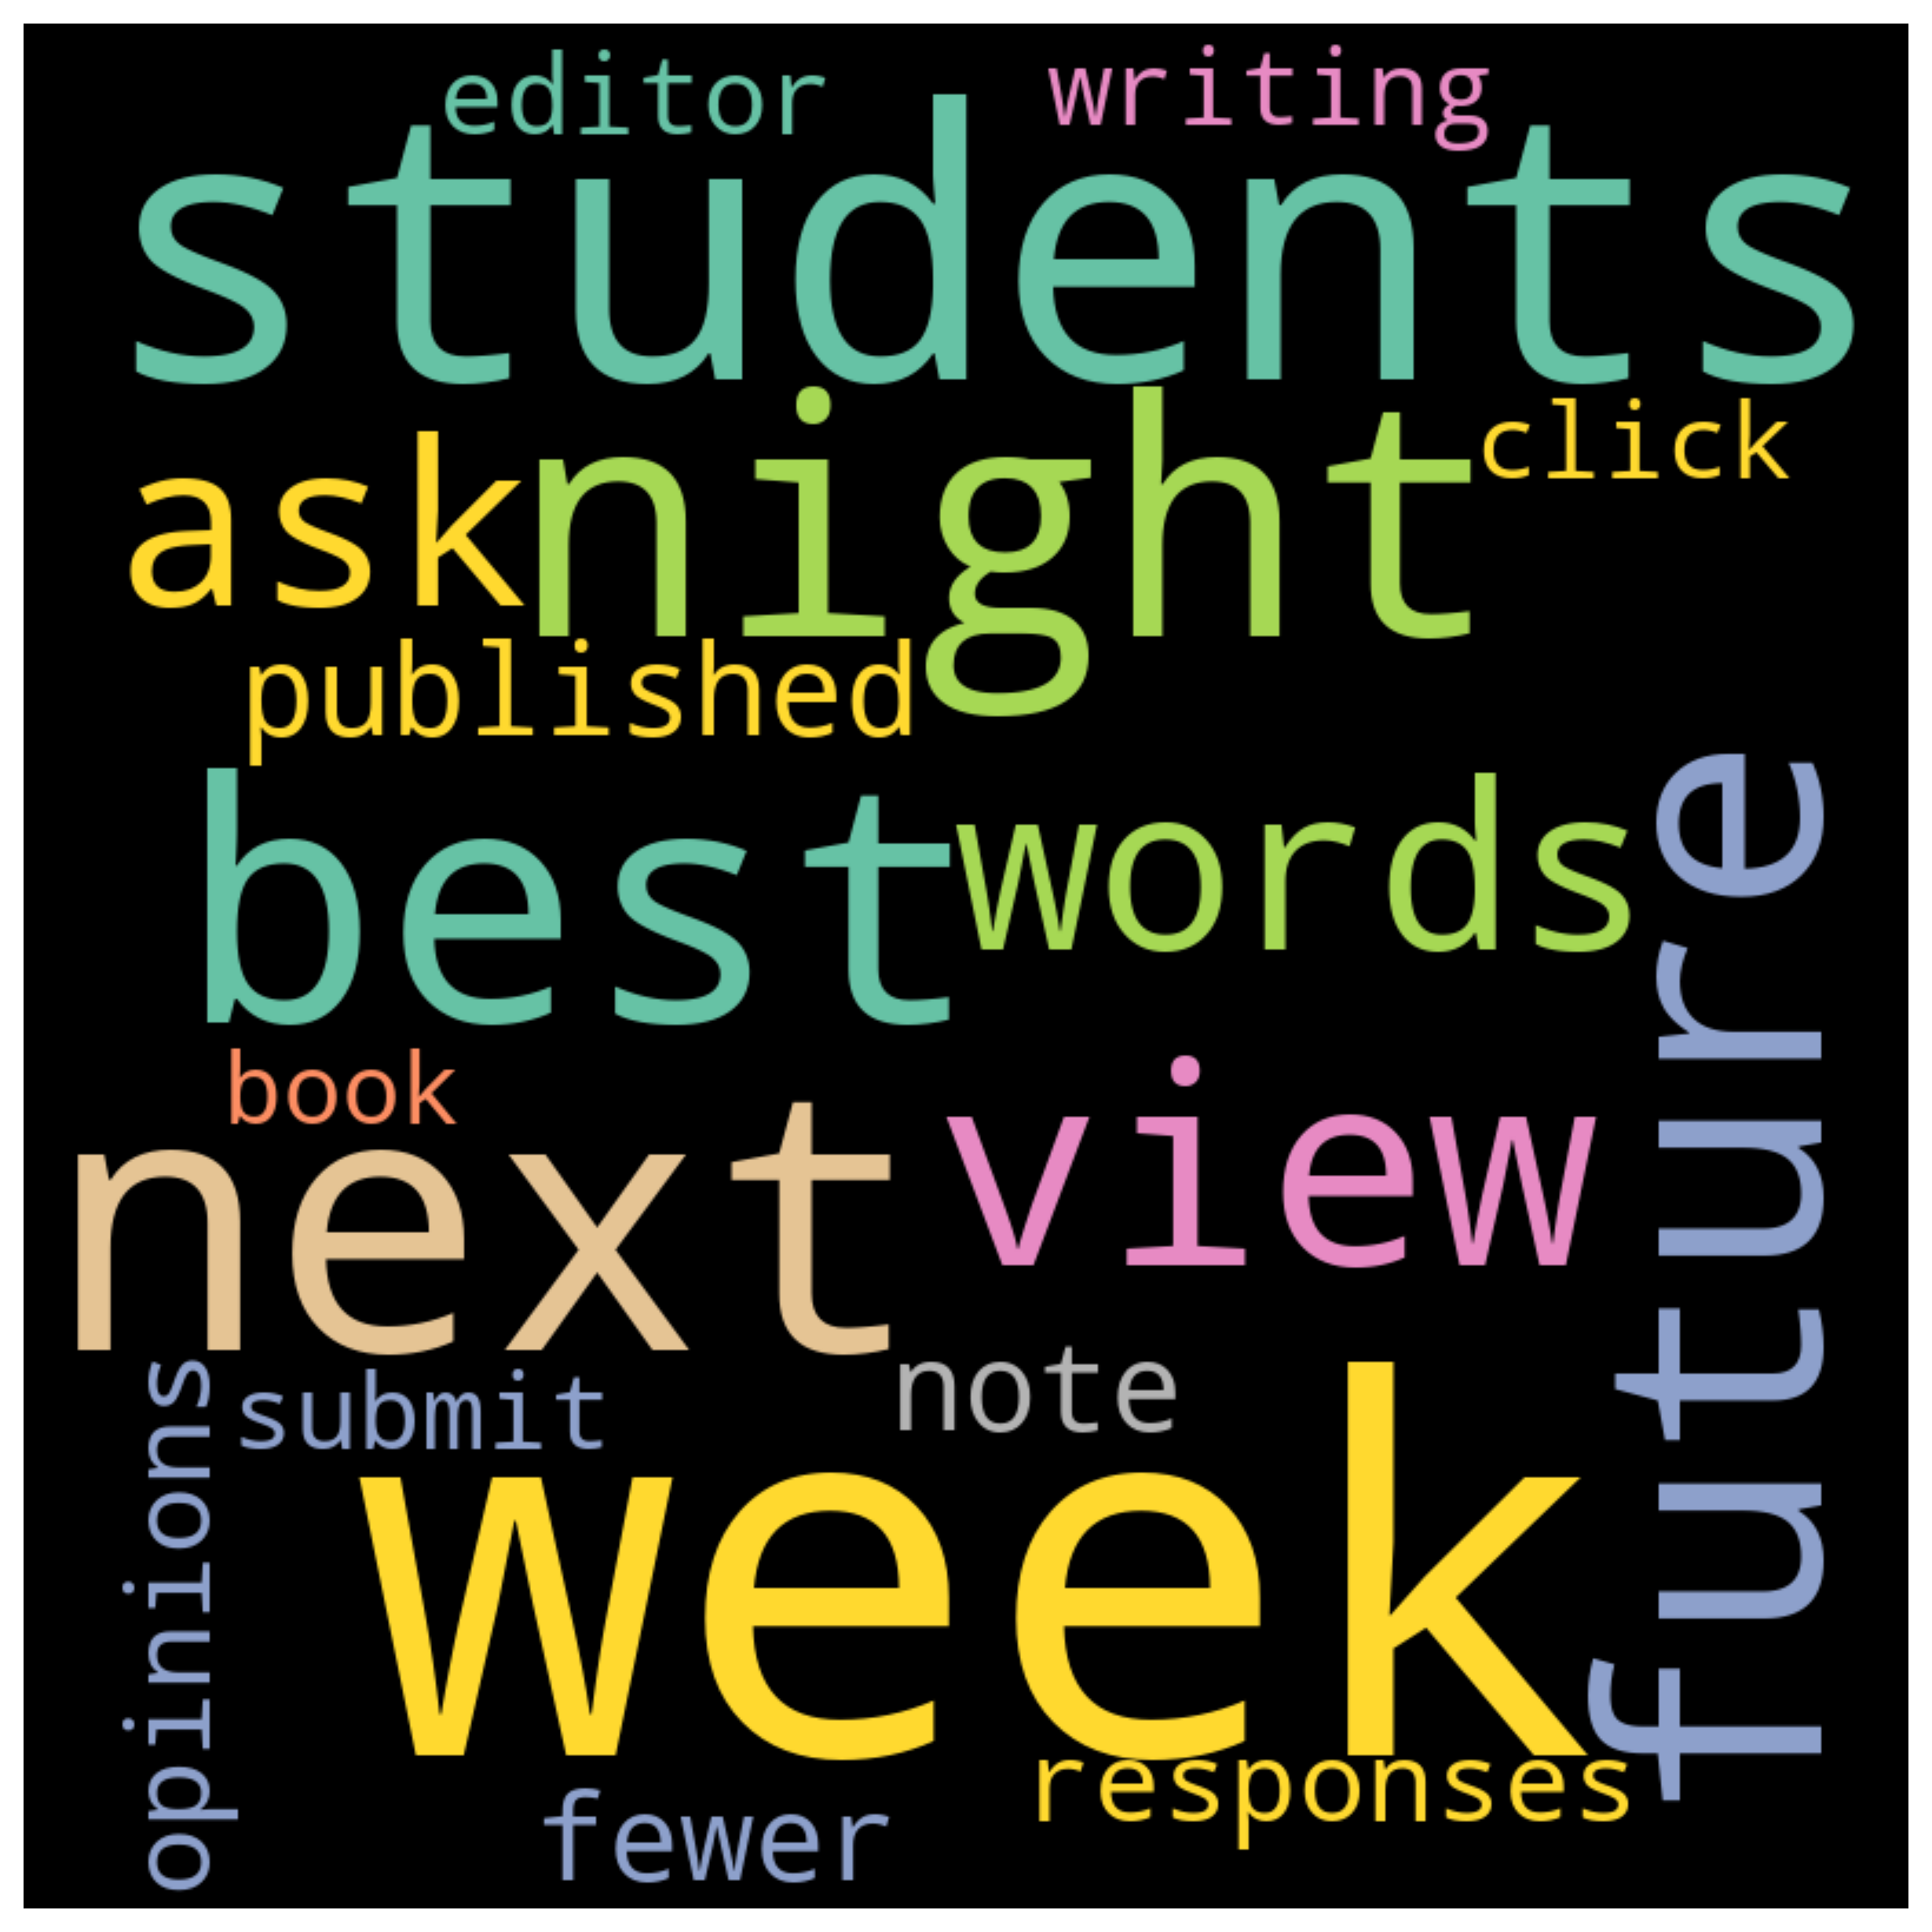 editor
writing
students
click
ask
night
published
best
words
future
book
next
view
note
submit
opinions
week
responses
fewer